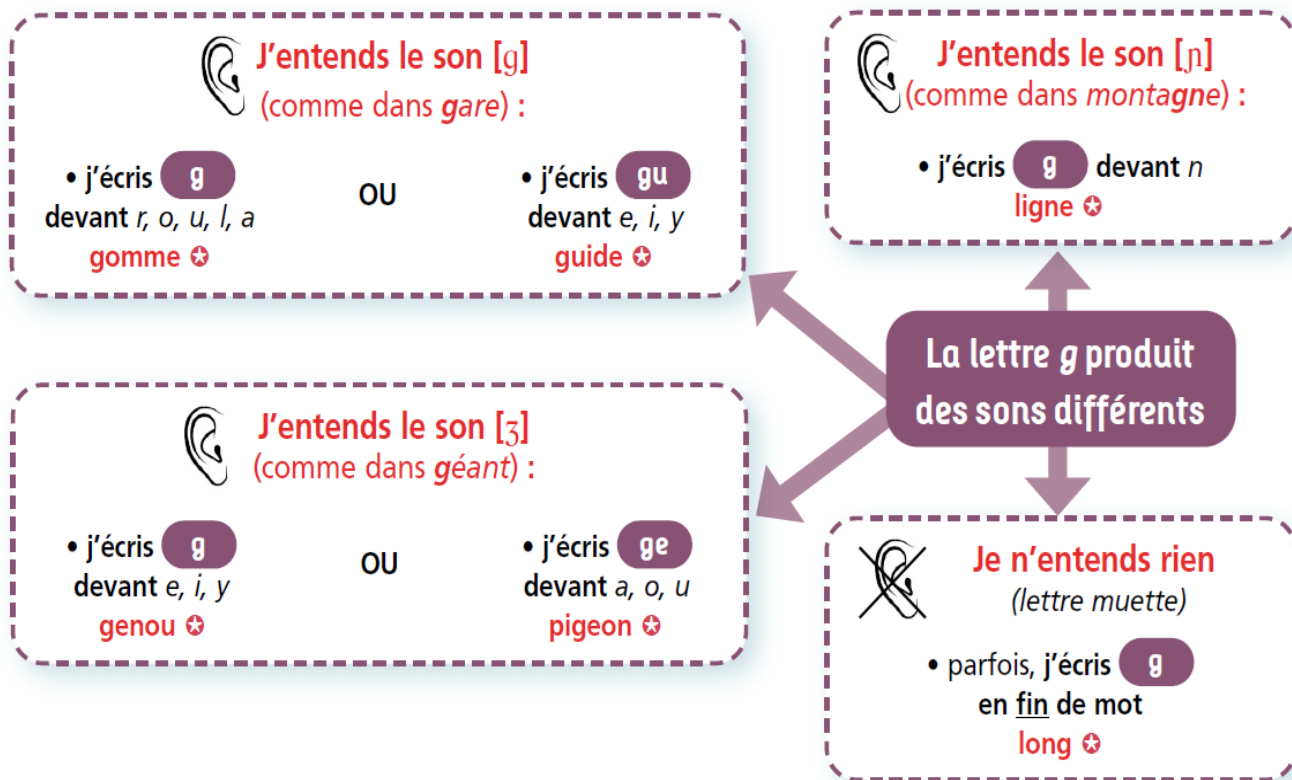 J'entends le son [g]
(comme dans gare) :
• j'écris g
devant r, o, u, l, a
gomme ✪
OU
• j'écris gu
devant e, i, y
guide ✪
J'entends le son [ɲ]
(comme dans montagne) :
• j'écris g devant n
ligne ✪
La lettre g produit
des sons différents
J'entends le son [ʒ]
(comme dans géant) :
• j'écris g
devant e, i, y
genou ✪
OU
• j'écris ge
devant a, o, u
pigeon ✪
Je n'entends rien
(lettre muette)
• parfois, j'écris g
en fin de mot
long ✪